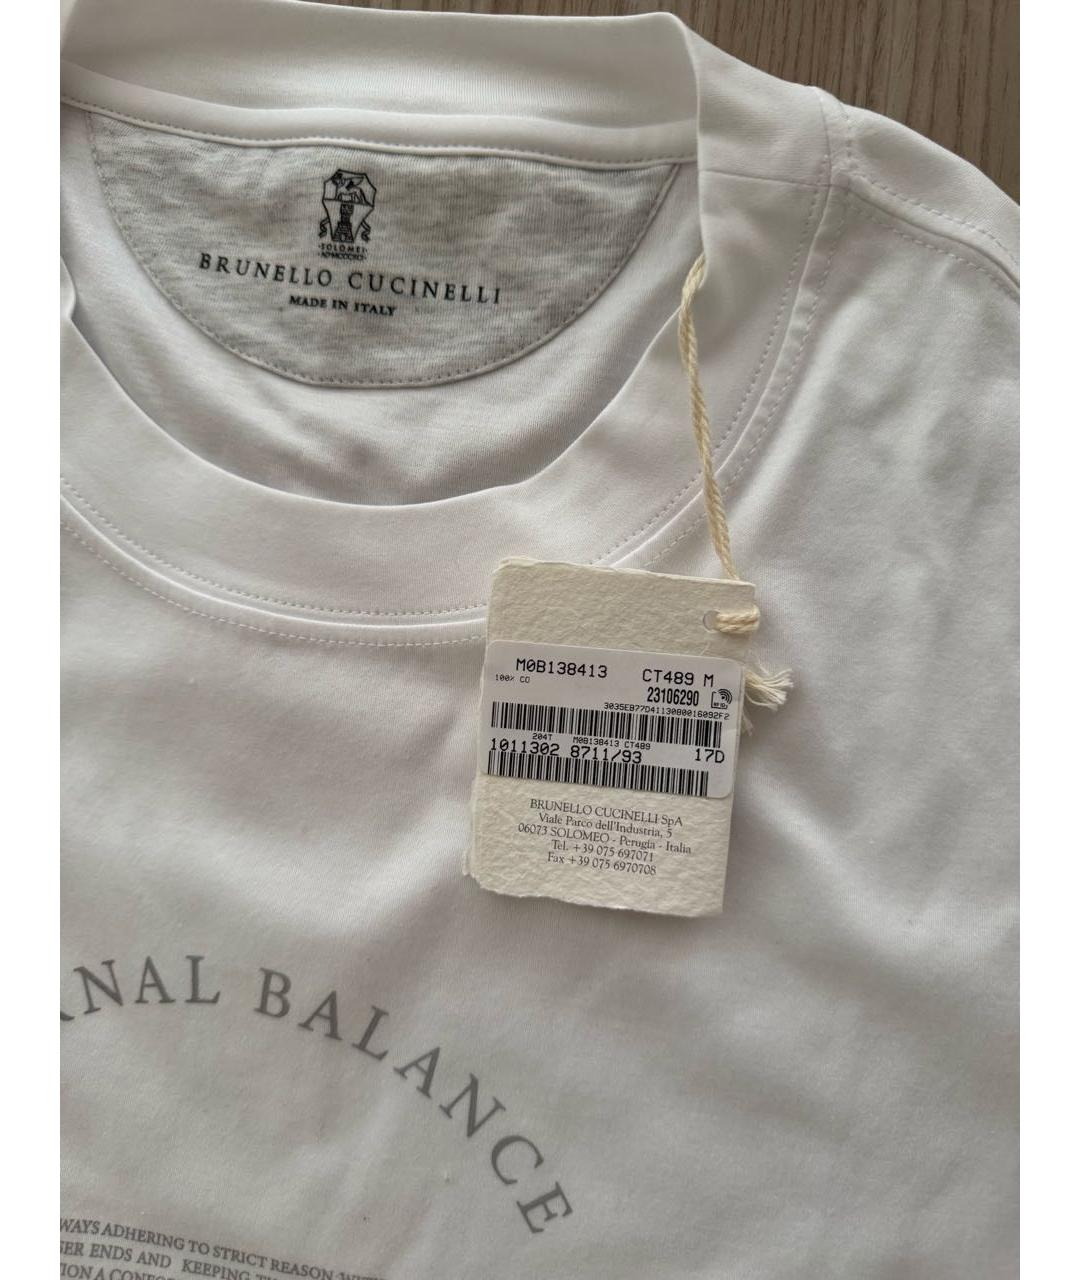 SOLOMEI
BRUNELLO CUCINELLI
MADE IN ITALY
M0B138413 CT489 M
100% CO
23106290
3035EB77D4113080016092F2
204T M0B138413 CT489
1011302 8711/93 17D
BRUNELLO CUCINELLI SpA
Viale Parco dell'Industria, 5
06073 SOLOMEO - Perugia - Italia
Tel. +39 075 697071
Fax +39 075 6970708
NAL BALANCE
WAYS ADHERING TO STRICT REASON
ER ENDS AND KEEPING